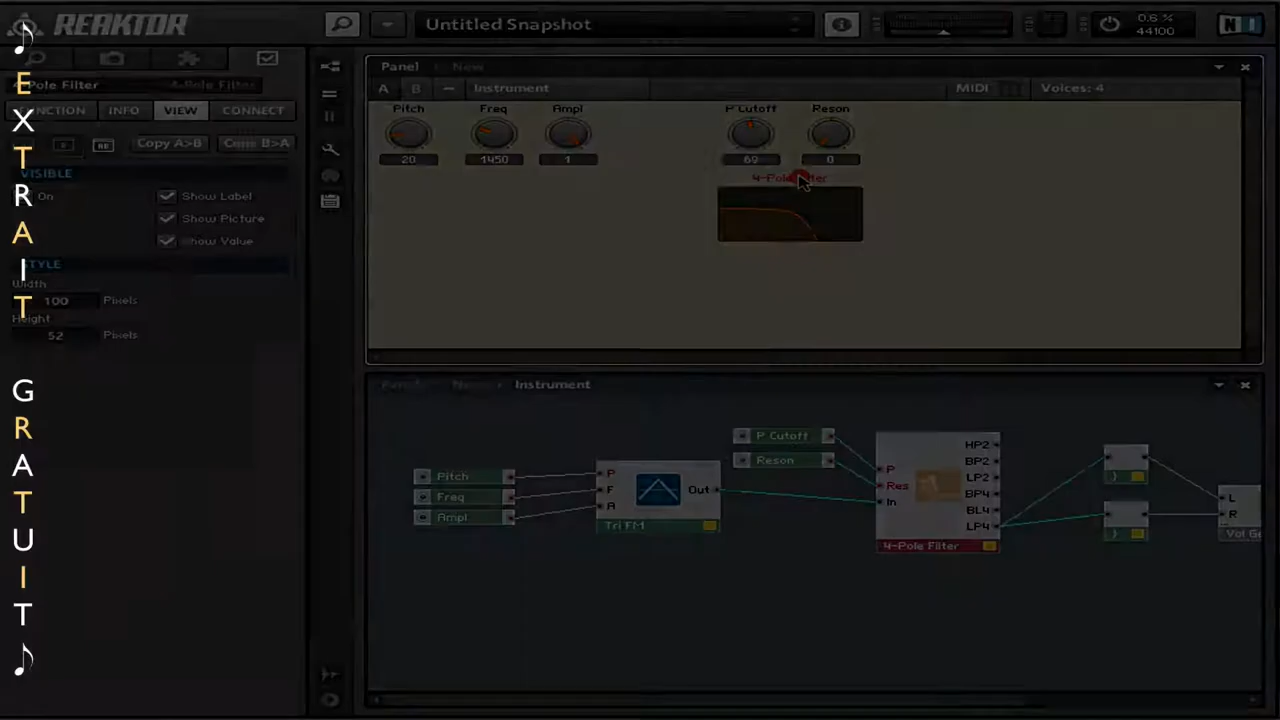 EXTRAIT GRATUIT
REAKTOR
Untitled Snapshot
0.6 %
44100
Panel
New
A B Instrument MIDI Voices: 4
4-Pole Filter
INFO VIEW CONNECT
Copy A>B
VISIBLE
On
Show Label
Show Picture
Show Value
STYLE
Width
100 Pixels
Height
52 Pixels
Pitch Freq Ampl P Cutoff Reson
20 1450 1 69 0
Instrument
P Cutoff
Reson
Pitch
Freq
Ampl
P
F
A
Out
Tri FM
P
Res
In
HP2
BP2
LP2
BP4
BL4
LP4
4-Pole Filter
L
R